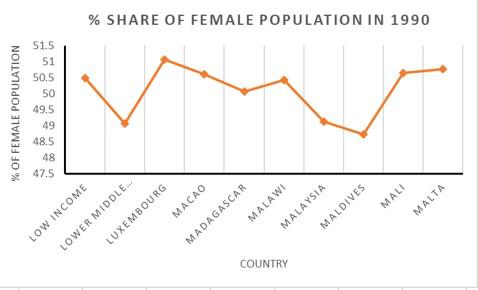 % SHARE OF FEMALE POPULATION IN 1990
% OF FEMALE POPULATION
51.5
51
50.5
50
49.5
49
48.5
48
47.5
LOW INCOME
LOWER MIDDLE...
LUXEMBOURG
MACAO
MADAGASCAR
MALAWI
MALAYSIA
MALDIVES
MALI
MALTA
COUNTRY